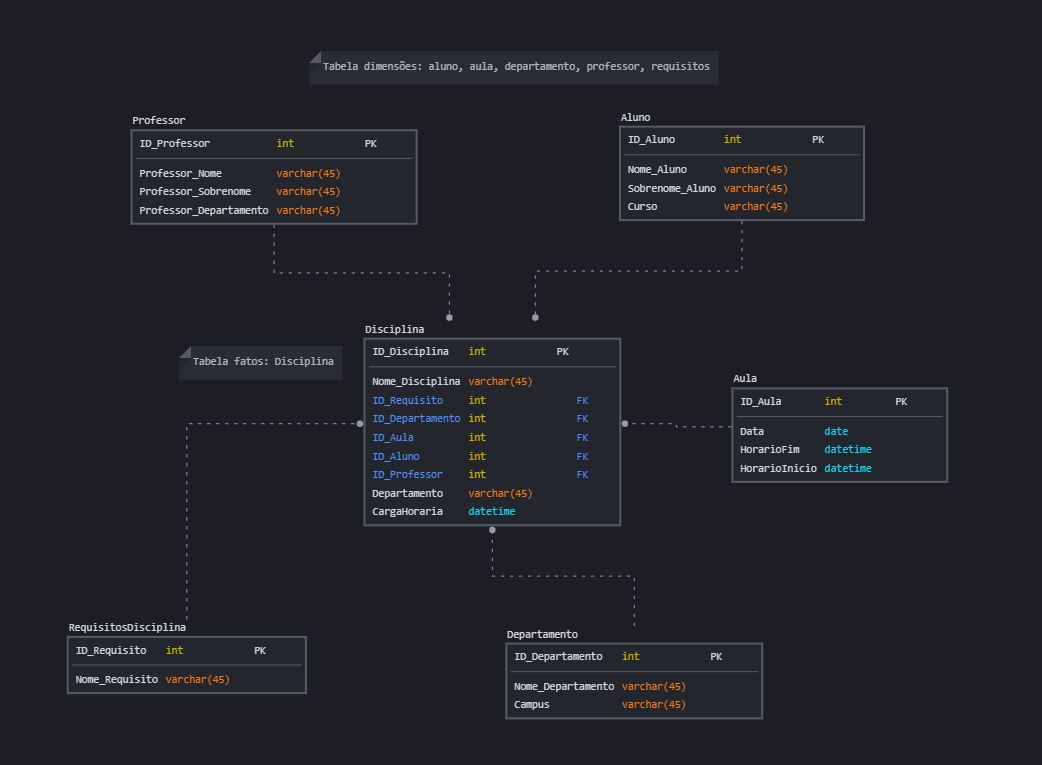 Tabela dimensões: aluno, aula, departamento, professor, requisitos
Professor
ID_Professor int PK
Professor_Nome varchar(45)
Professor_Sobrenome varchar(45)
Professor_Departamento varchar(45)
Aluno
ID_Aluno int PK
Nome_Aluno varchar(45)
Sobrenome_Aluno varchar(45)
Curso varchar(45)
Tabela fatos: Disciplina
Disciplina
ID_Disciplina int PK
Nome_Disciplina varchar(45)
ID_Requisito int FK
ID_Departamento int FK
ID_Aula int FK
ID_Aluno int FK
ID_Professor int FK
Departamento varchar(45)
CargaHoraria datetime
Aula
ID_Aula int PK
Data date
HorarioFim datetime
HorarioInicio datetime
RequisitosDisciplina
ID_Requisito int PK
Nome_Requisito varchar(45)
Departamento
ID_Departamento int PK
Nome_Departamento varchar(45)
Campus varchar(45)